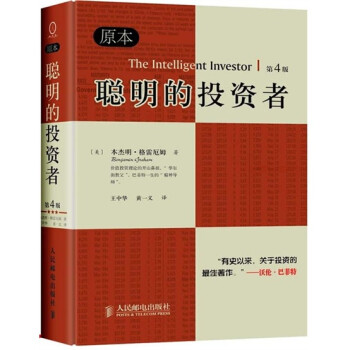 原本
The Intelligent Investor
第4版
聪明的投资者
[美] 本杰明·格雷厄姆 著
Benjamin Graham
王中华 黄一义 译
“有史以来，关于投资的
最佳著作。”——沃伦·巴菲特
人民邮电出版社
POSTS & TELECOM PRESS
原本
聪明的投资者
第4版
人民邮电出版社